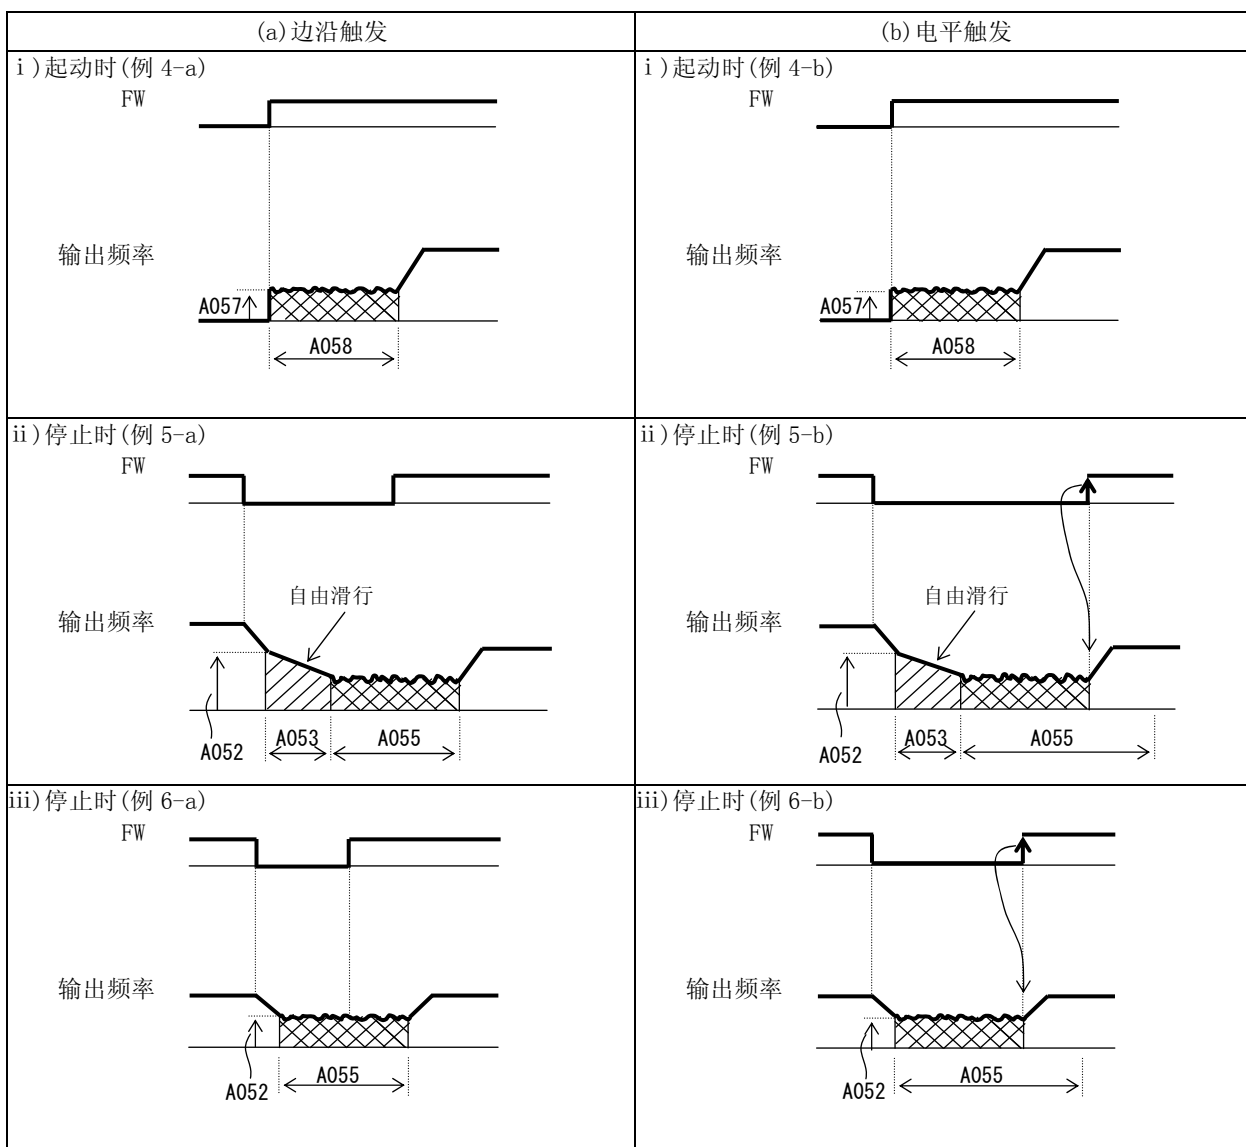 (a)边沿触发
(b)电平触发
ⅰ)起动时(例 4-a)
FW
输出频率
A057
A058
ⅰ)起动时(例 4-b)
FW
输出频率
A057
A058
ⅱ)停止时(例 5-a)
FW
自由滑行
输出频率
A052
A053
A055
ⅱ)停止时(例 5-b)
FW
自由滑行
输出频率
A052
A053
A055
ⅲ)停止时(例 6-a)
FW
输出频率
A052
A055
ⅲ)停止时(例 6-b)
FW
输出频率
A052
A055